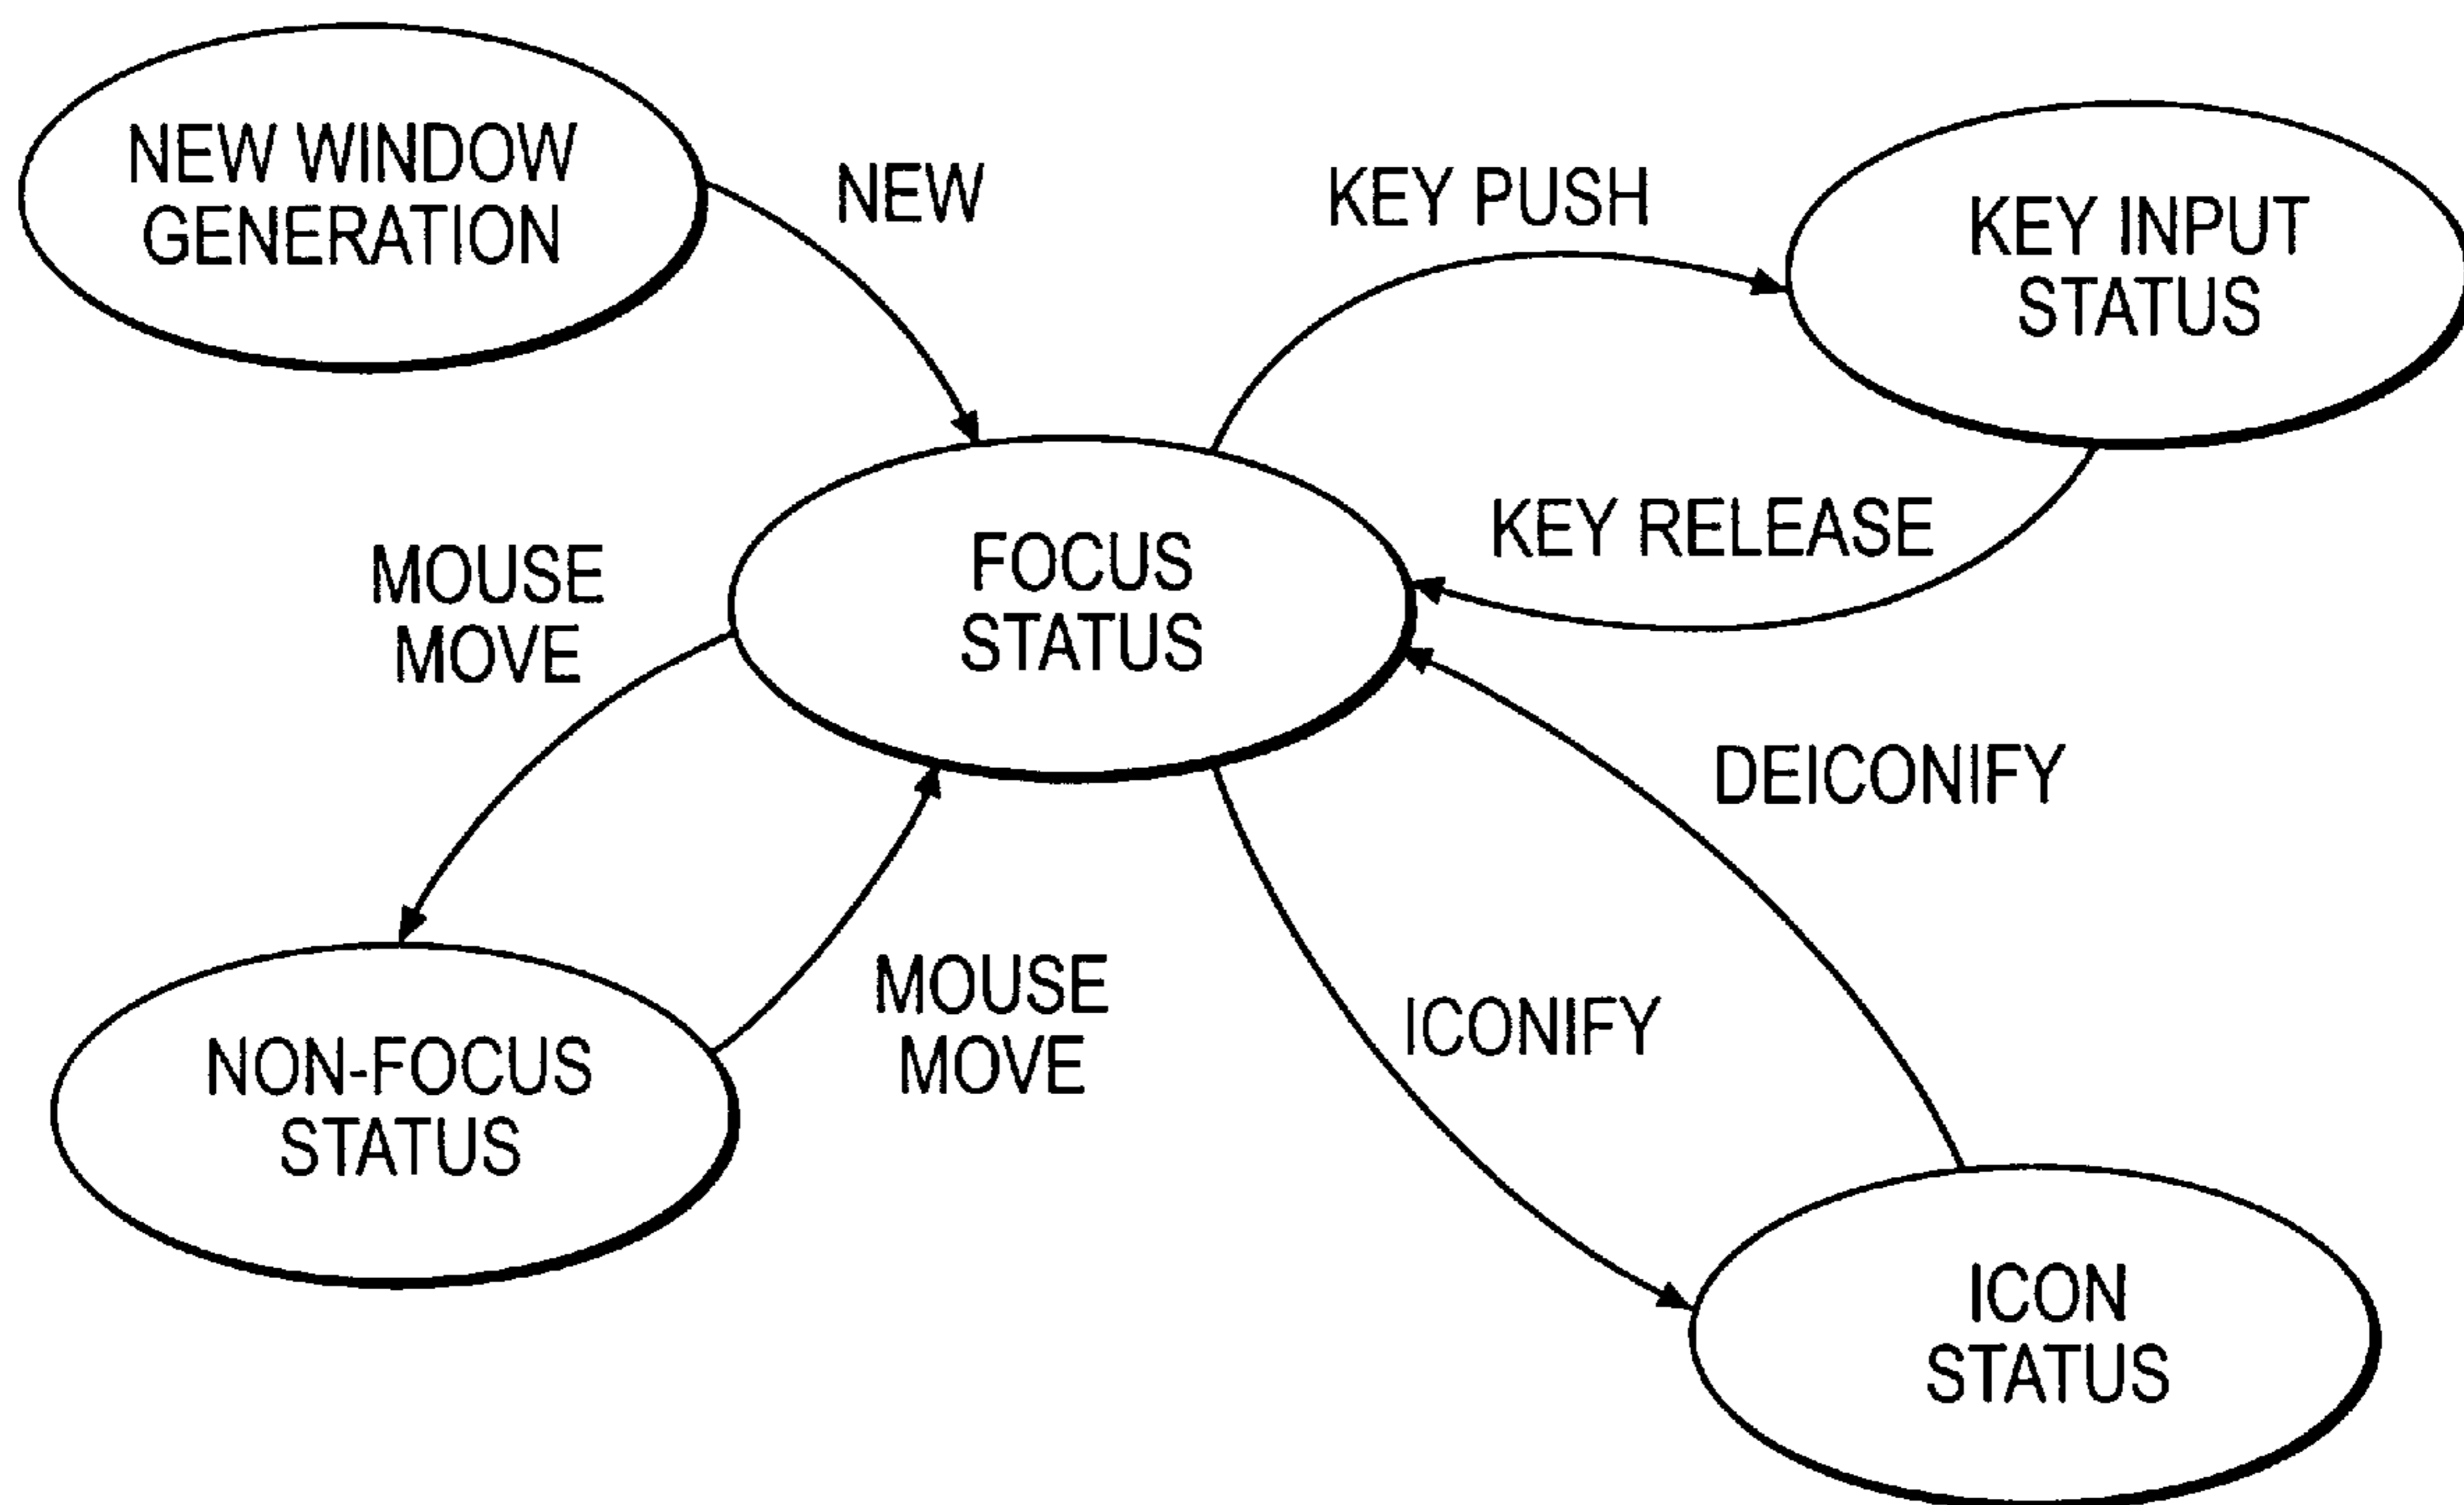 NEW WINDOW
GENERATION
NEW
KEY PUSH
KEY INPUT
STATUS
KEY RELEASE
FOCUS
STATUS
MOUSE
MOVE
DEICONIFY
MOUSE
MOVE
ICONIFY
NON-FOCUS
STATUS
ICON
STATUS